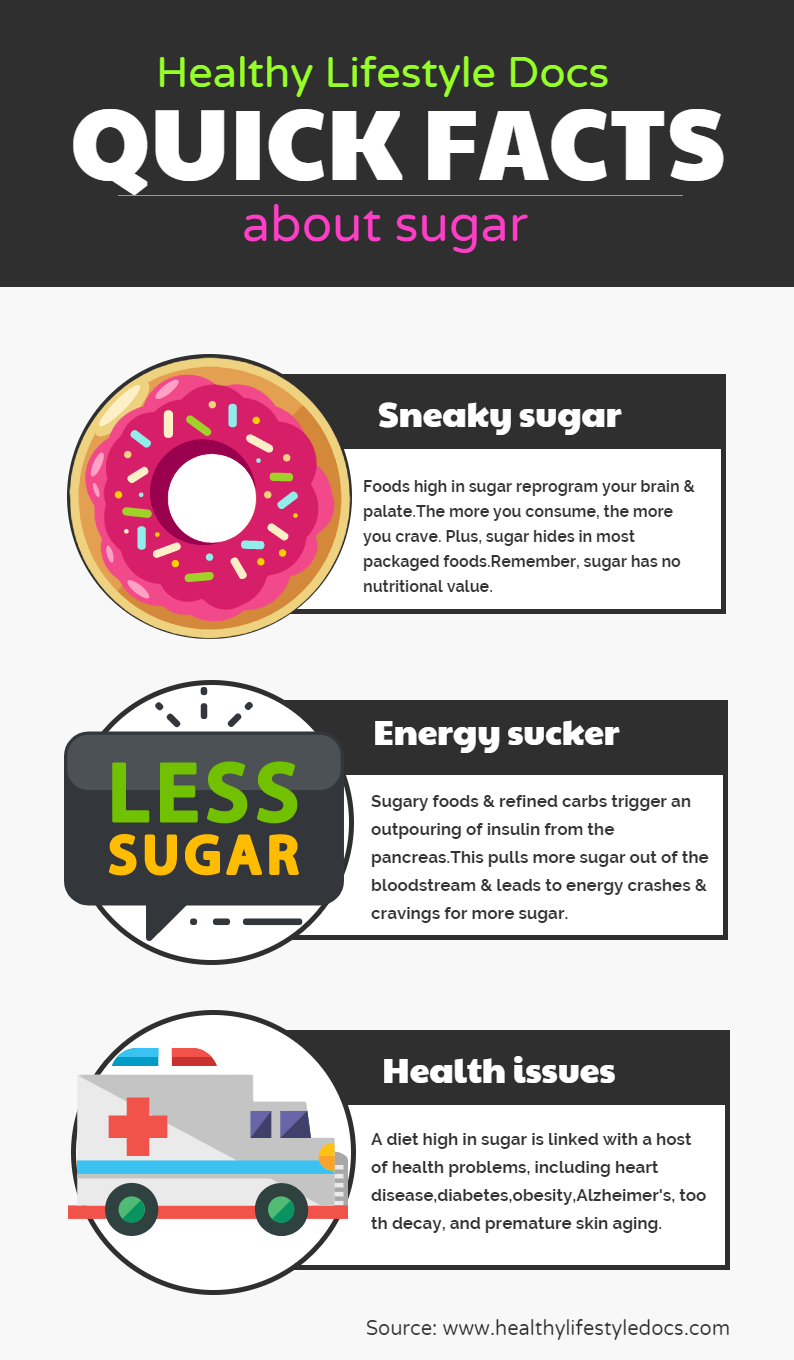 Healthy Lifestyle Docs
QUICK FACTS
about sugar
Sneaky sugar
Foods high in sugar reprogram your brain &
palate.The more you consume, the more
you crave. Plus, sugar hides in most
packaged foods.Remember, sugar has no
nutritional value.
LESS
SUGAR
Energy sucker
Sugary foods & refined carbs trigger an
outpouring of insulin from the
pancreas.This pulls more sugar out of the
bloodstream & leads to energy crashes &
cravings for more sugar.
Health issues
A diet high in sugar is linked with a host
of health problems, including heart
disease,diabetes,obesity,Alzheimer's, too
th decay, and premature skin aging.
Source: www.healthylifestyledocs.com